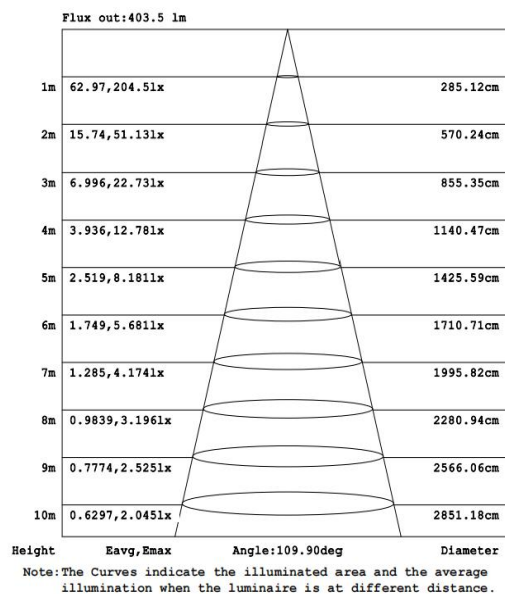 Flux out:403.5 lm
1m 62.97,204.5lx 285.12cm
2m 15.74,51.13lx 570.24cm
3m 6.996,22.73lx 855.35cm
4m 3.936,12.78lx 1140.47cm
5m 2.519,8.181lx 1425.59cm
6m 1.749,5.681lx 1710.71cm
7m 1.285,4.174lx 1995.82cm
8m 0.9839,3.196lx 2280.94cm
9m 0.7774,2.525lx 2566.06cm
10m 0.6297,2.045lx 2851.18cm
Height Eavg,Emax Angle:109.90deg Diameter
Note:The Curves indicate the illuminated area and the average
illumination when the luminaire is at different distance.